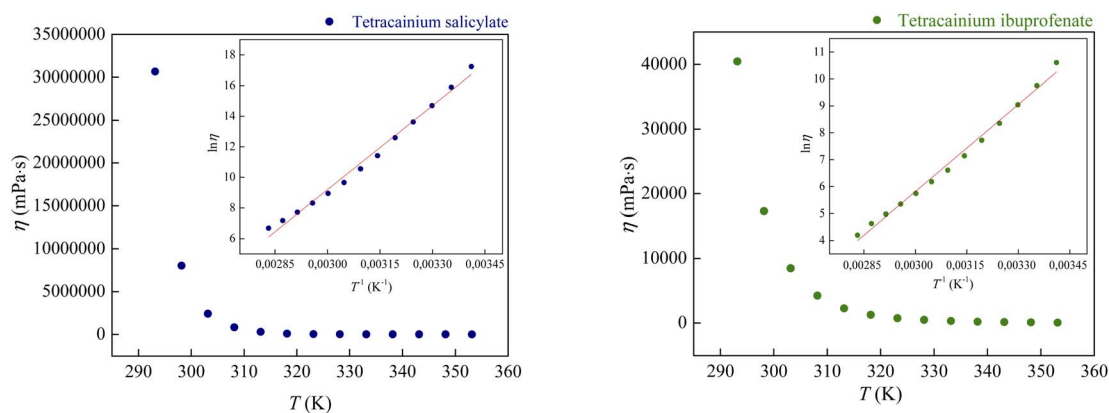 Tetracainium salicylate
35000000
30000000
25000000
20000000
15000000
10000000
5000000
0
η (mPa·s)
290 300 310 320 330 340 350 360
T (K)
18
16
14
12
10
8
6
lnη
0,00285 0,00300 0,00315 0,00330 0,00345
T⁻¹ (K⁻¹)
Tetracainium ibuprofenate
40000
30000
20000
10000
0
η (mPa·s)
290 300 310 320 330 340 350 360
T (K)
11
10
9
8
7
6
5
4
lnη
0,00285 0,00300 0,00315 0,00330 0,00345
T⁻¹ (K⁻¹)